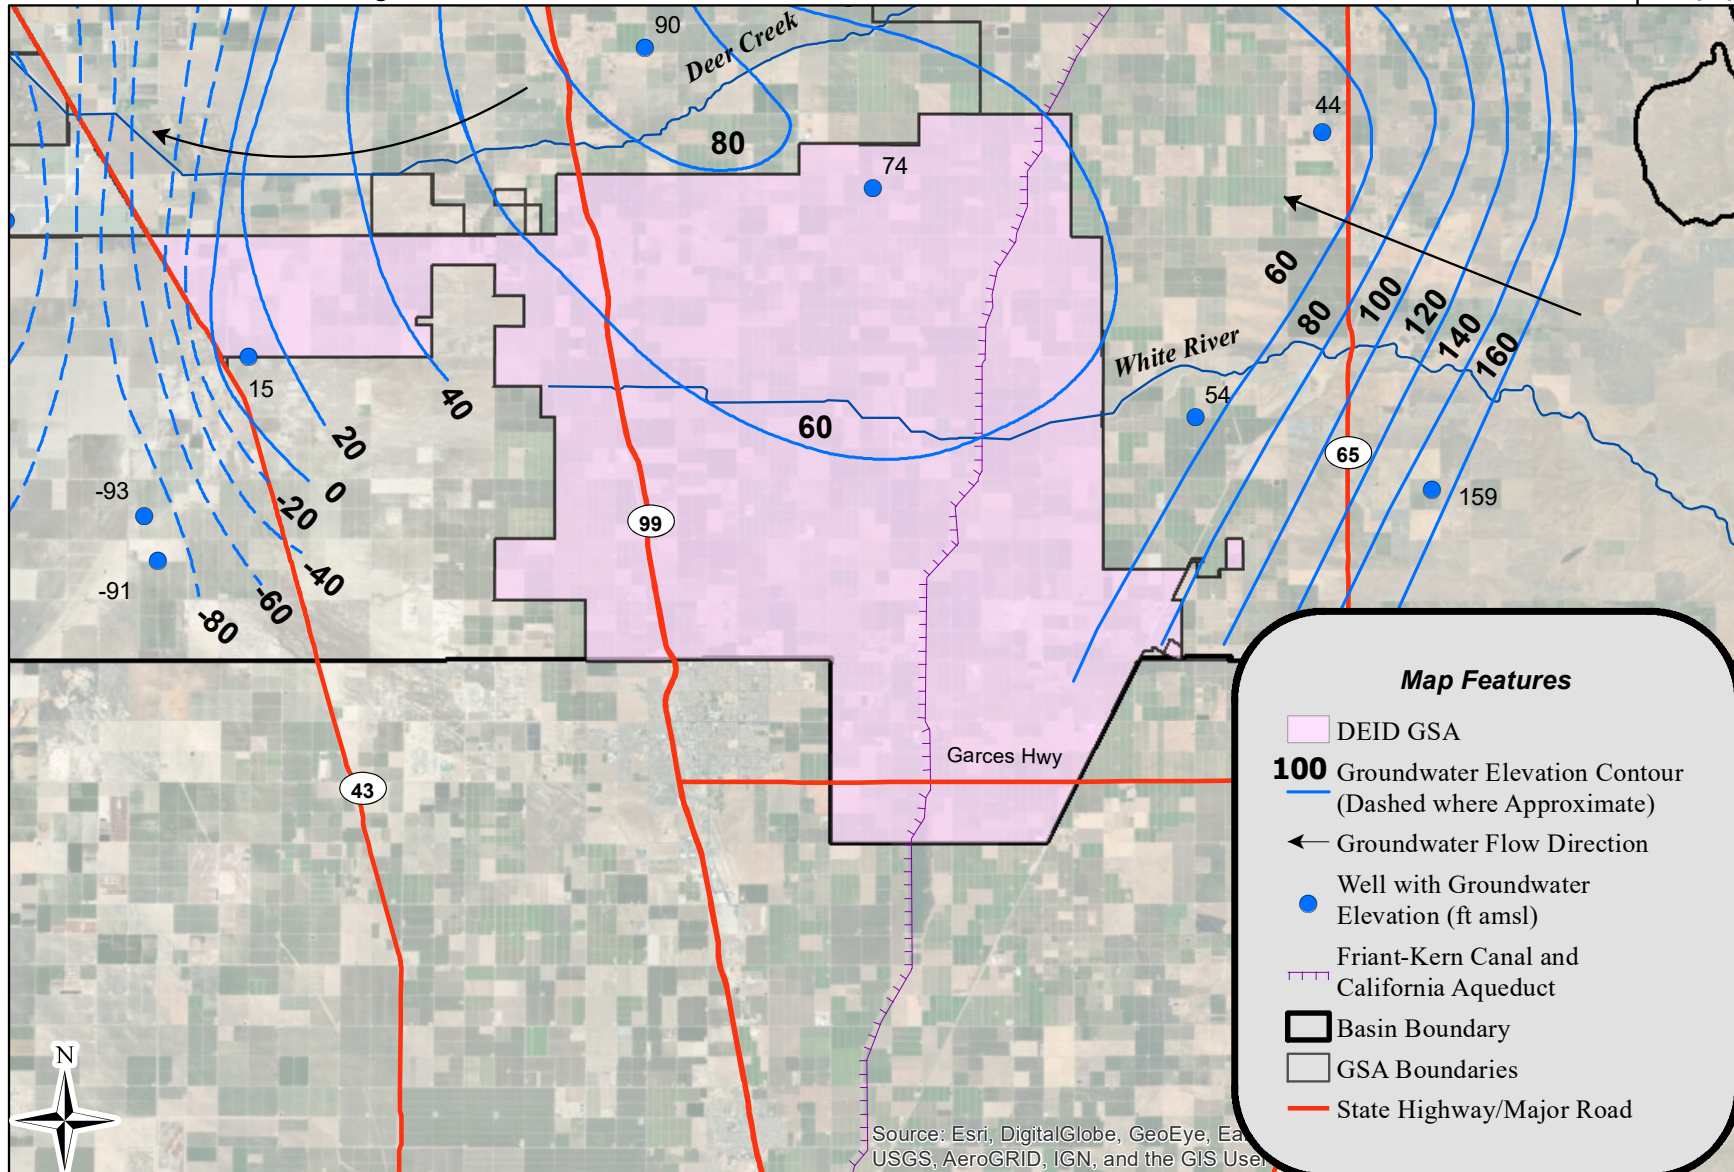 90
Deer Creek
44
80
74
60
80
100
120
140
160
White River
15
40
54
20
60
0
65
-93
-20
159
99
-40
-91
-60
-80
Garces Hwy
43
Map Features
DEID GSA
100 Groundwater Elevation Contour
(Dashed where Approximate)
Groundwater Flow Direction
Well with Groundwater
Elevation (ft amsl)
Friant-Kern Canal and
California Aqueduct
Basin Boundary
GSA Boundaries
State Highway/Major Road
N
Source: Esri, DigitalGlobe, GeoEye,
USGS, AeroGRID, IGN, and the GIS User